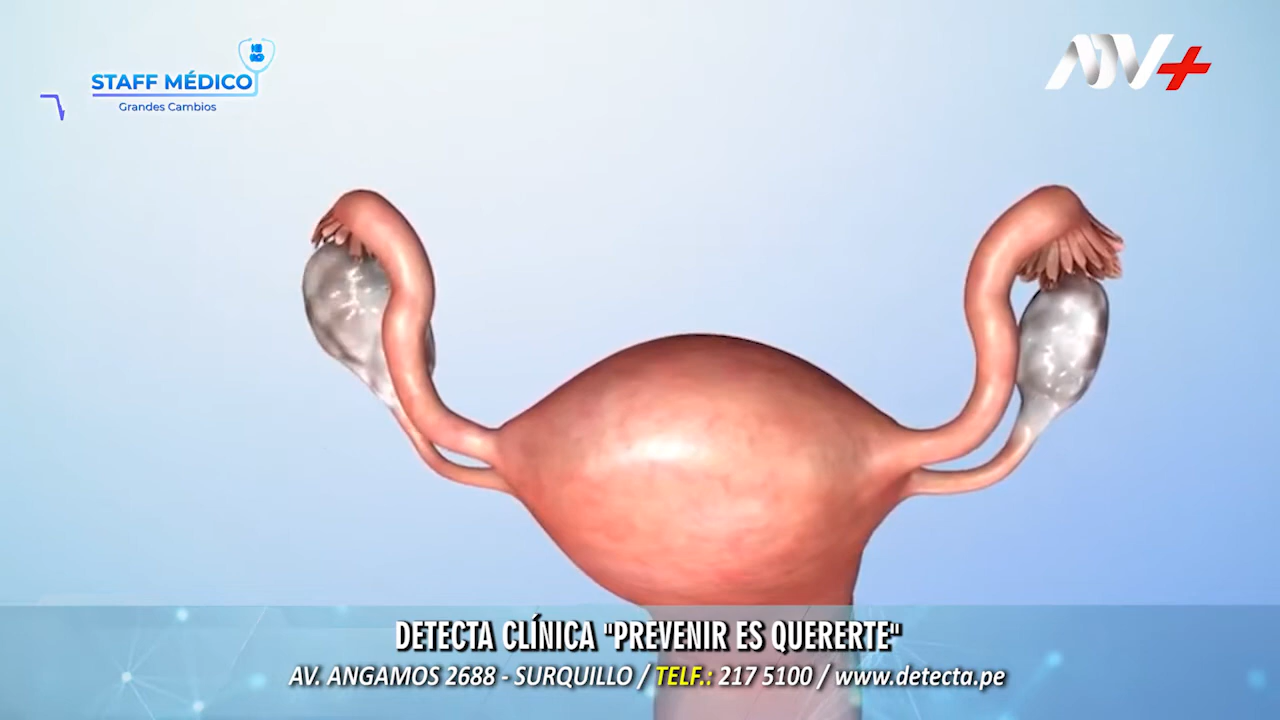 STAFF MÉDICO
Grandes Cambios
ATV+
DETECTA CLÍNICA "PREVENIR ES QUERERTE"
AV. ANGAMOS 2688 - SURQUILLO / TELF.: 217 5100 / www.detecta.pe